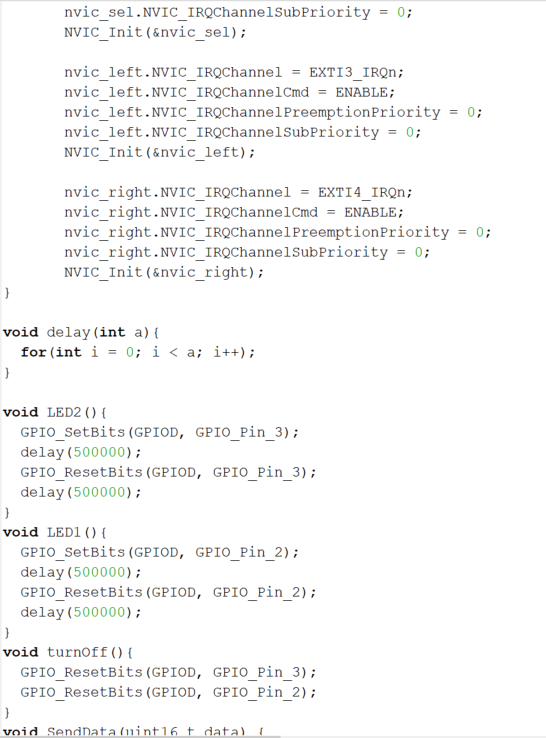 nvic_sel.NVIC_IRQChannelSubPriority = 0;
NVIC_Init(&nvic_sel);
nvic_left.NVIC_IRQChannel = EXTI3_IRQn;
nvic_left.NVIC_IRQChannelCmd = ENABLE;
nvic_left.NVIC_IRQChannelPreemptionPriority = 0;
nvic_left.NVIC_IRQChannelSubPriority = 0;
NVIC_Init(&nvic_left);
nvic_right.NVIC_IRQChannel = EXTI4_IRQn;
nvic_right.NVIC_IRQChannelCmd = ENABLE;
nvic_right.NVIC_IRQChannelPreemptionPriority = 0;
nvic_right.NVIC_IRQChannelSubPriority = 0;
NVIC_Init(&nvic_right);
}
void delay(int a){
for(int i = 0; i < a; i++);
}
void LED2(){
GPIO_SetBits(GPIOD, GPIO_Pin_3);
delay(500000);
GPIO_ResetBits(GPIOD, GPIO_Pin_3);
delay(500000);
}
void LED1(){
GPIO_SetBits(GPIOD, GPIO_Pin_2);
delay(500000);
GPIO_ResetBits(GPIOD, GPIO_Pin_2);
delay(500000);
}
void turnOff(){
GPIO_ResetBits(GPIOD, GPIO_Pin_3);
GPIO_ResetBits(GPIOD, GPIO_Pin_2);
}
void SendData(uint16_t data) {